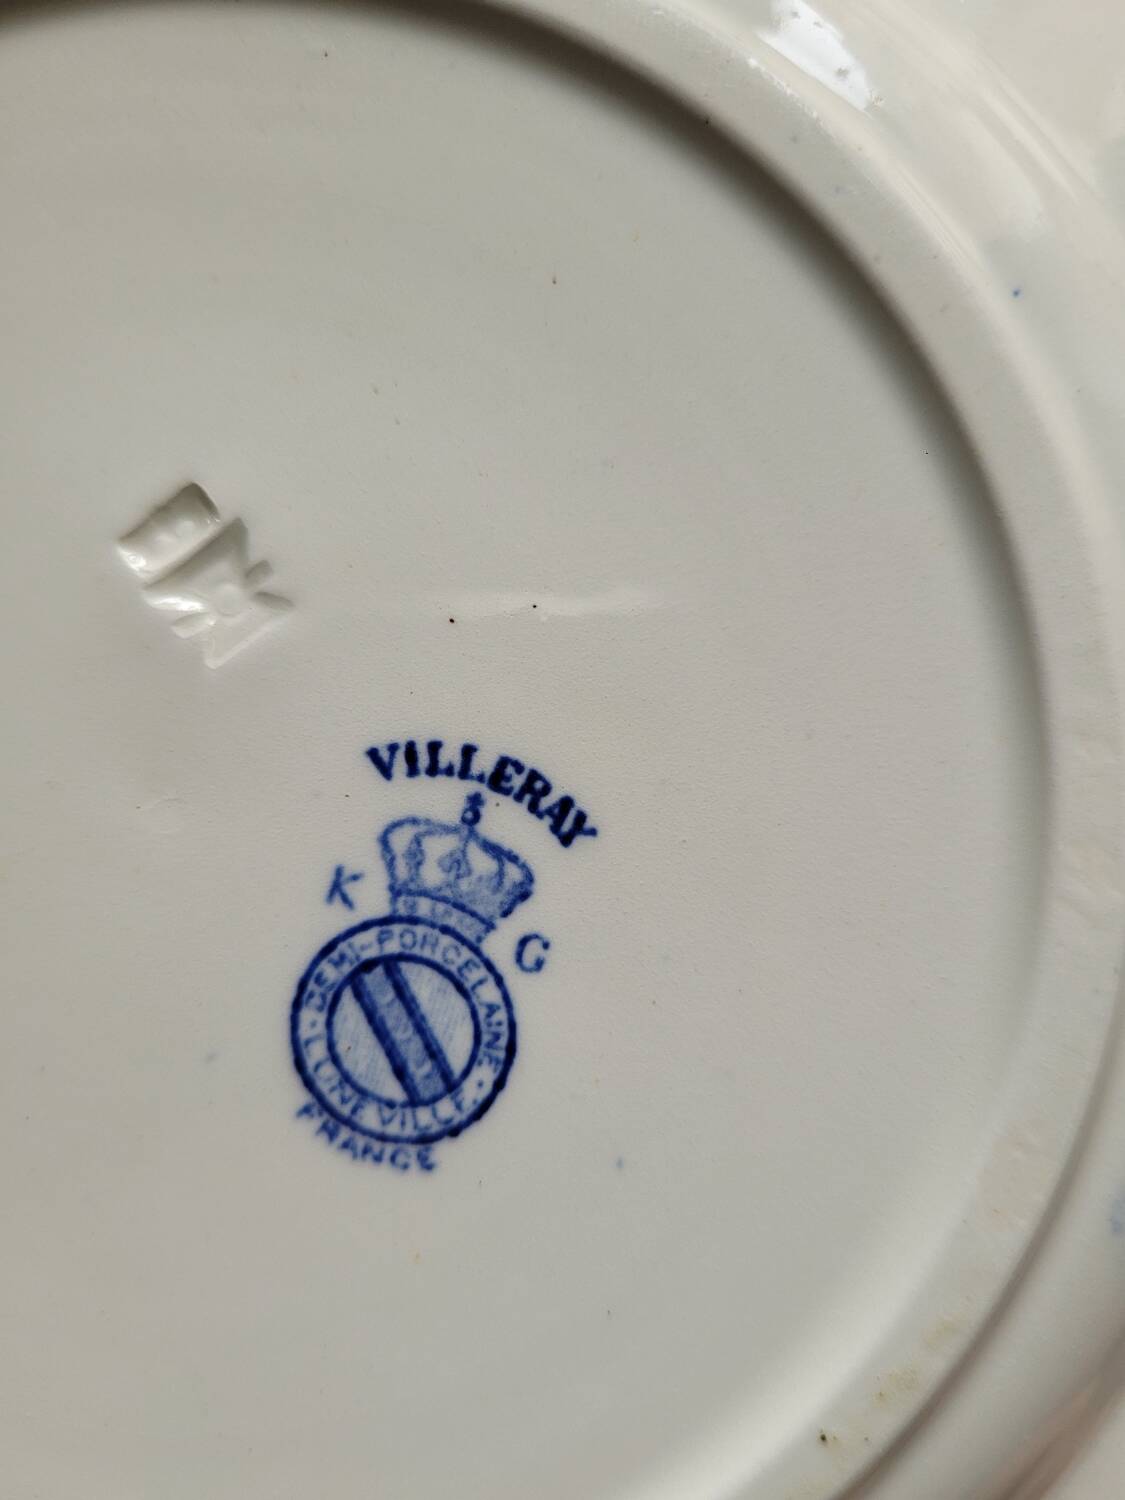 VILLERAY
K G
DEMI-PORCELAINE
LUNEVILLE
FRANCE